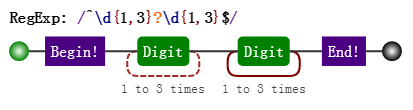 RegExp: /^\d{1,3}?\d{1,3}$/
Begin! Digit Digit End!
1 to 3 times 1 to 3 times